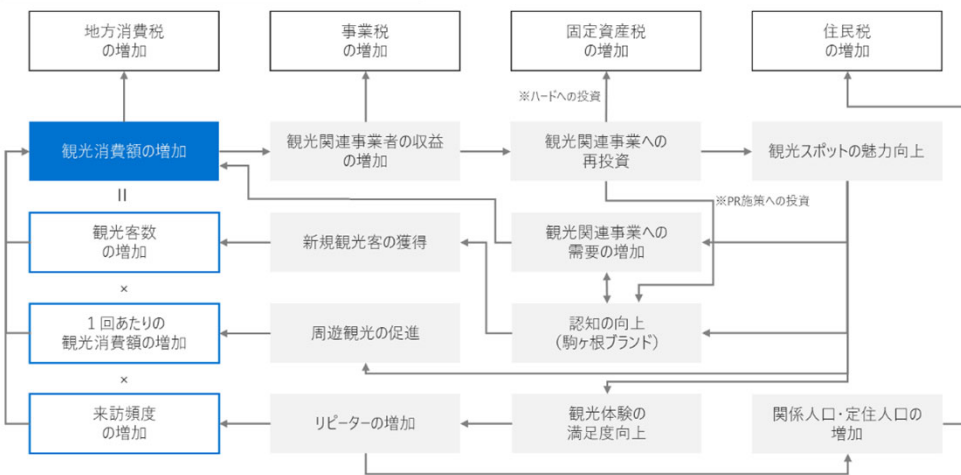 地方消費税
の増加
事業税
の増加
固定資産税
の増加
住民税
の増加
※ハードへの投資
観光消費額の増加
観光関連事業者の収益
の増加
観光関連事業への
再投資
観光スポットの魅力向上
=
※PR施策への投資
観光客数
の増加
新規観光客の獲得
観光関連事業への
需要の増加
×
1回あたりの
観光消費額の増加
周遊観光の促進
認知の向上
(駒ヶ根ブランド)
×
来訪頻度
の増加
リピーターの増加
観光体験の
満足度向上
関係人口・定住人口の
増加